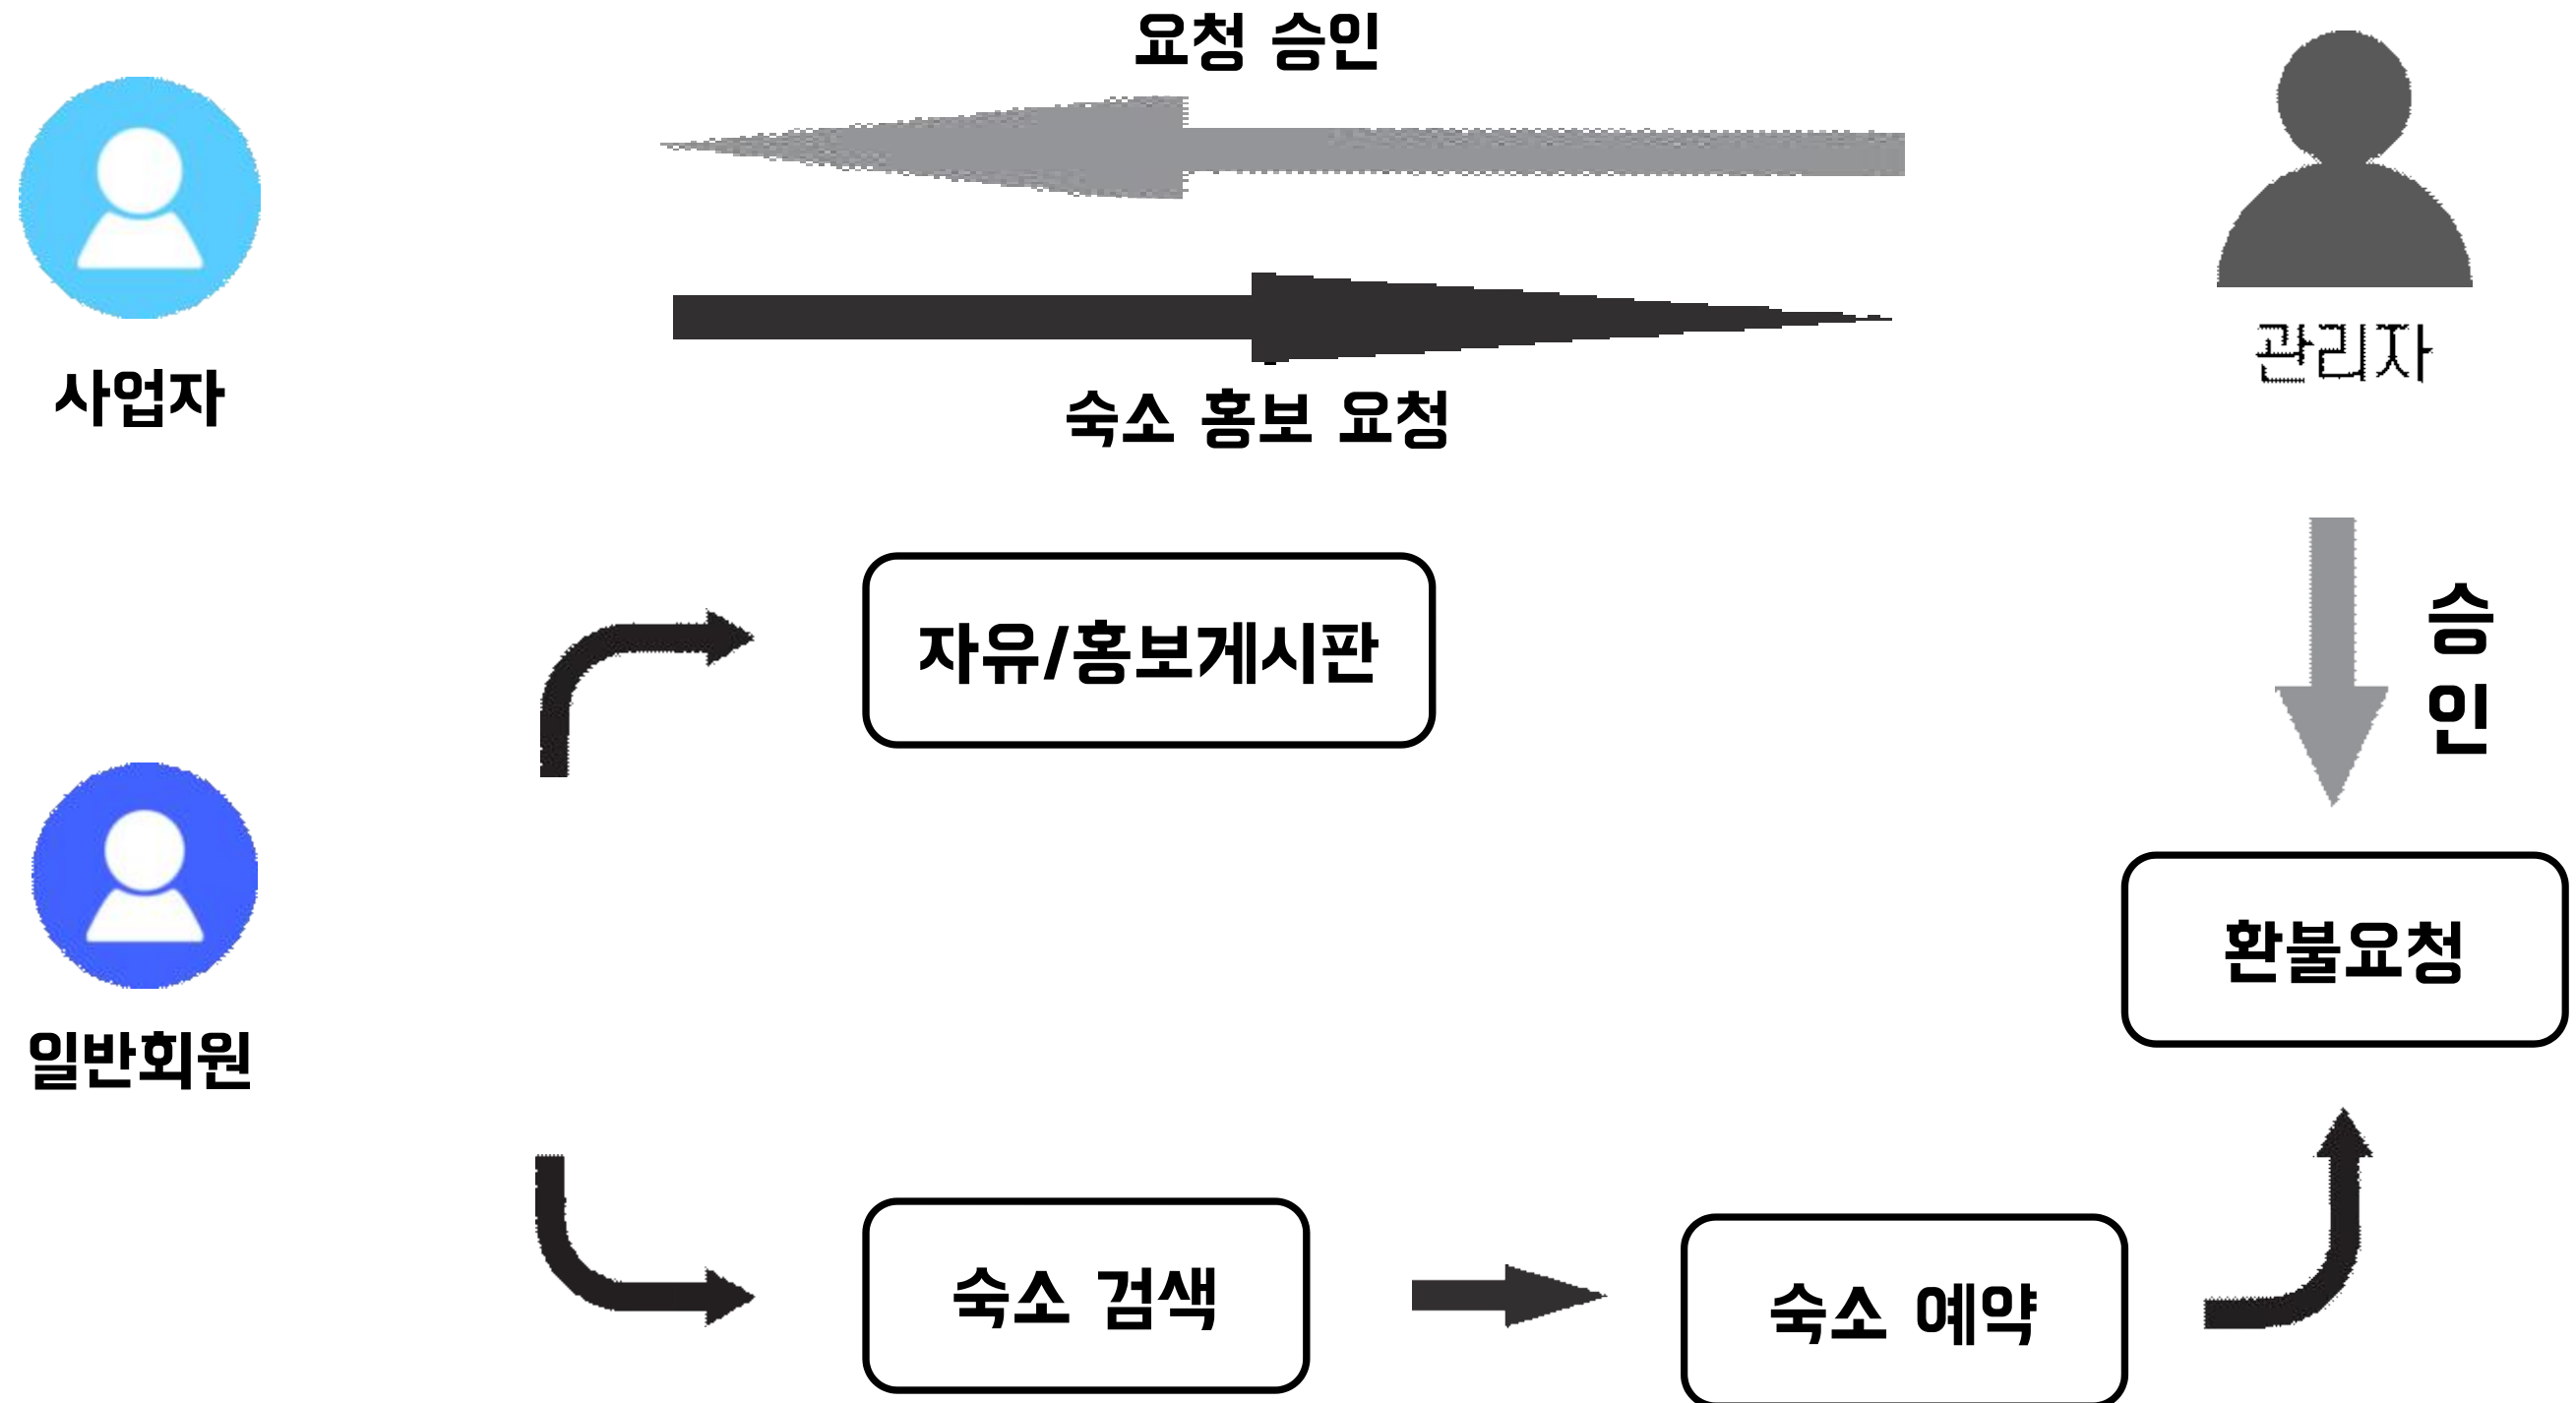 요청 승인
사업자
관리자
숙소 홍보 요청
자유/홍보게시판
승
인
일반회원
환불요청
숙소 검색
숙소 예약